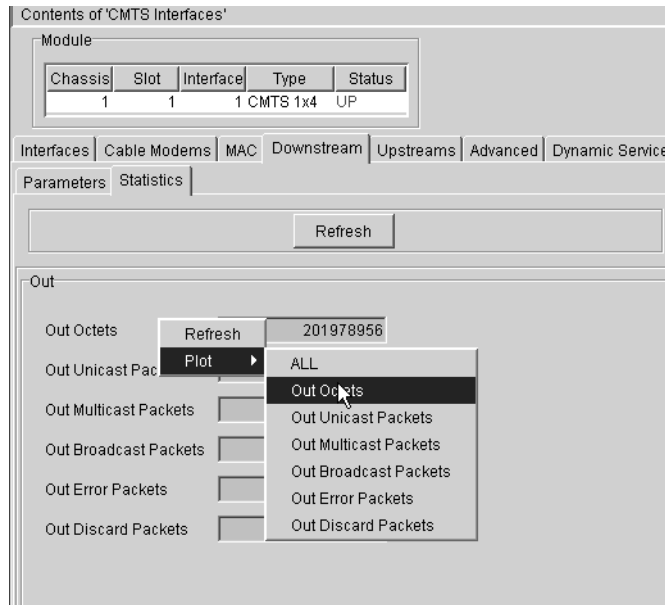 Contents of 'CMTS Interfaces'
Module
Chassis Slot Interface Type Status
1 1 1 CMTS 1x4 UP
Interfaces Cable Modems MAC Downstream Upstreams Advanced Dynamic Service
Parameters Statistics
Refresh
Out
Out Octets 201978956
Refresh
Plot
Out Unicast Pac
Out Multicast Packets
Out Broadcast Packets
Out Error Packets
Out Discard Packets
ALL
Out Octets
Out Unicast Packets
Out Multicast Packets
Out Broadcast Packets
Out Error Packets
Out Discard Packets